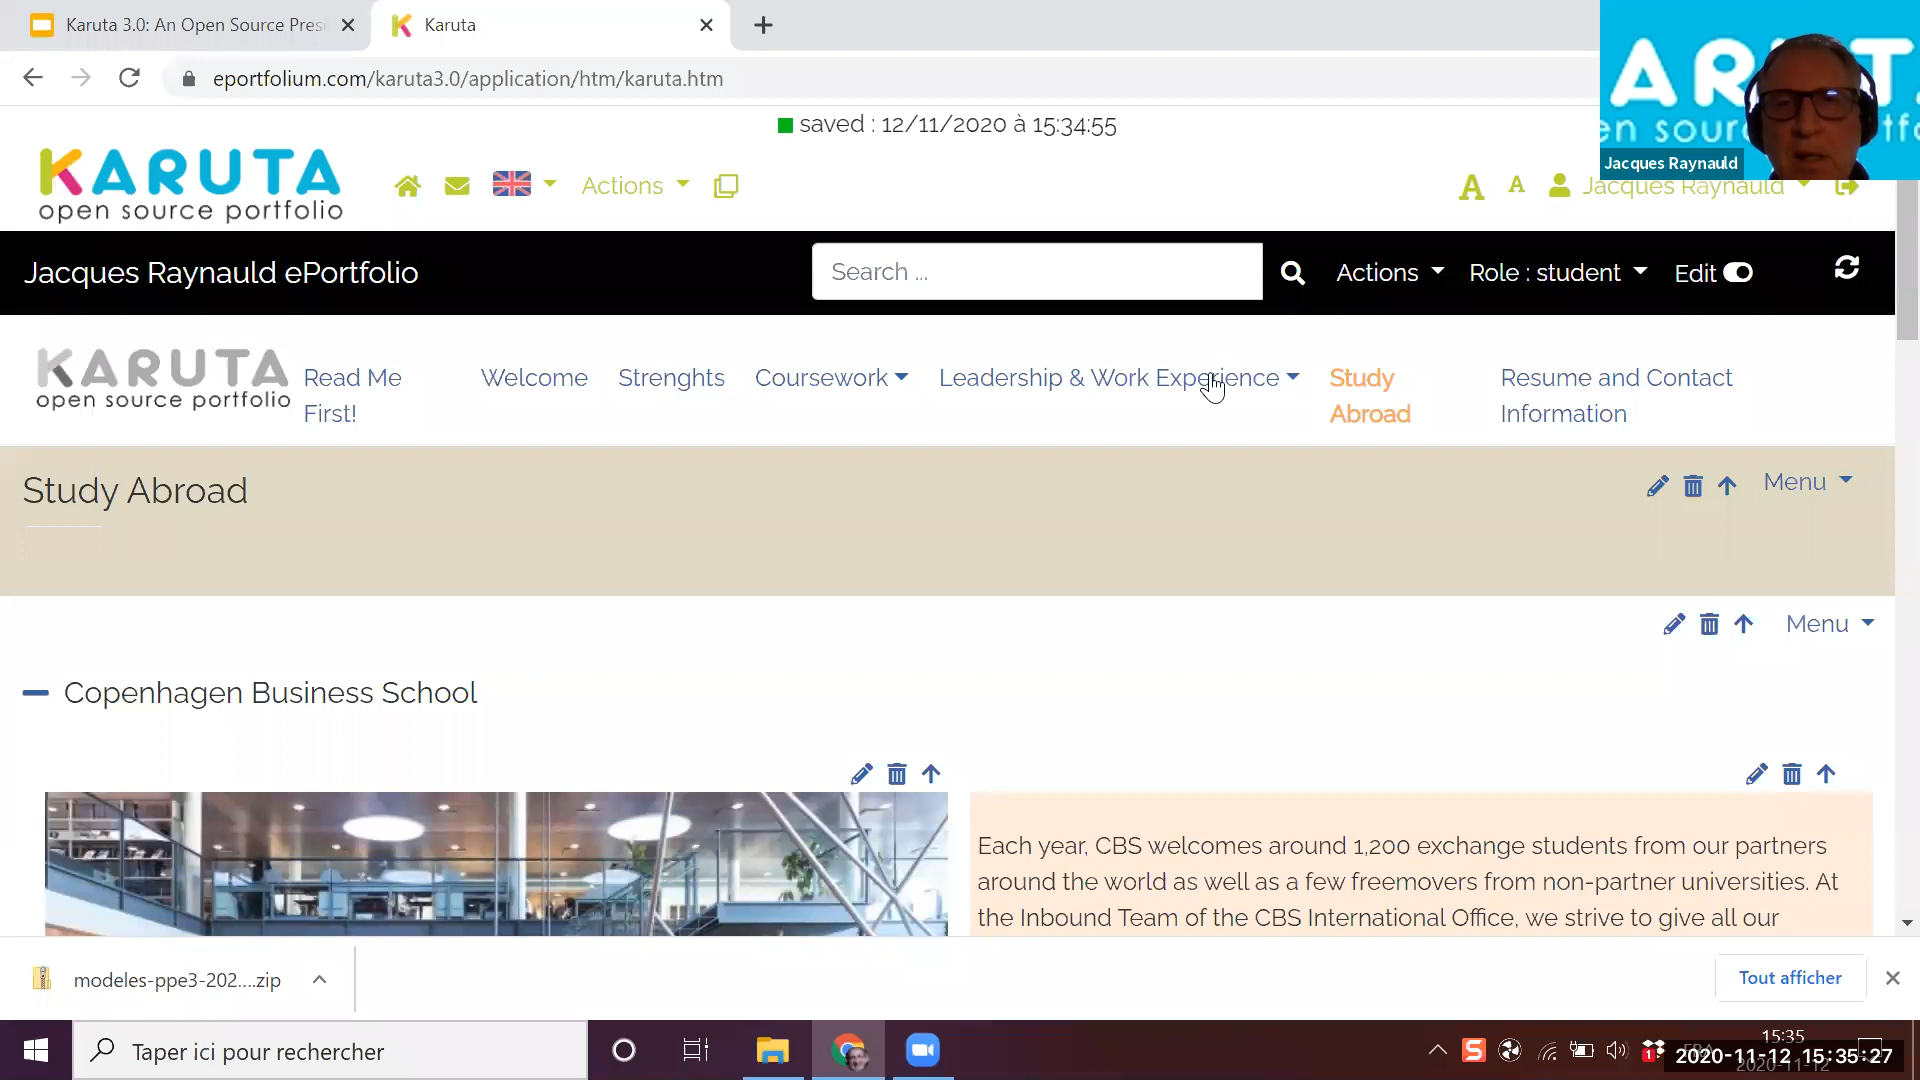 Karuta 3.0: An Open Source Pres
Karuta
eportfolium.com/karuta3.0/application/htm/karuta.htm
saved : 12/11/2020 à 15:34:55
KARUTA
open source portfolio
Actions
A
A
Jacques Raynauld
Jacques Raynauld
Jacques Raynauld ePortfolio
Search ...
Actions
Role : student
Edit
KARUTA
open source portfolio
Read Me
First!
Welcome
Strenghts
Coursework
Leadership & Work Experience
Study
Abroad
Resume and Contact
Information
Study Abroad
Menu
Menu
Copenhagen Business School
Each year, CBS welcomes around 1,200 exchange students from our partners
around the world as well as a few freemovers from non-partner universities. At
the Inbound Team of the CBS International Office, we strive to give all our
modeles-ppe3-202....zip
Tout afficher
Taper ici pour rechercher
15:35
2020-11-12 15:35:27
2020-11-12